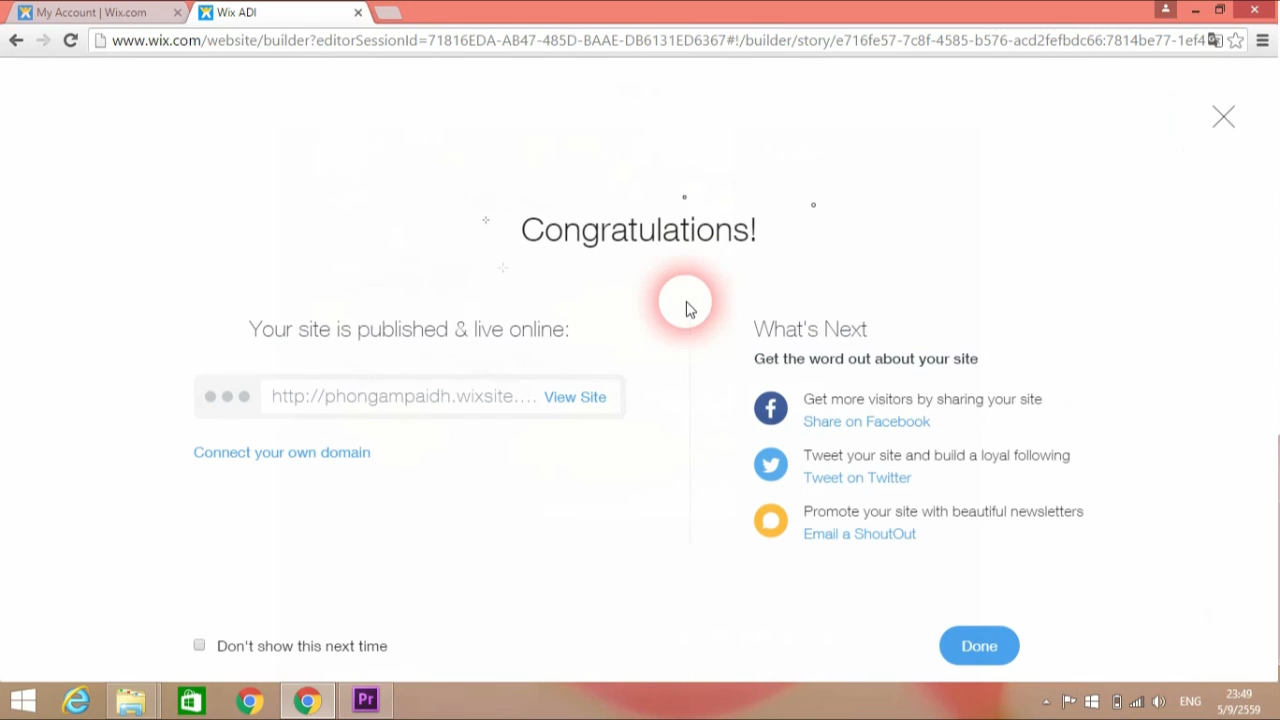 My Account | Wix.com
Wix ADI
www.wix.com/website/builder?editorSessionId=71816EDA-AB47-485D-BAAE-DB6131ED6367#!/builder/story/e716fe57-7c8f-4585-b576-acd2fefbdc66:7814be77-1ef4
Congratulations!
Your site is published & live online:
http://phongampaidh.wixsite.... View Site
Connect your own domain
What's Next
Get the word out about your site
Get more visitors by sharing your site
Share on Facebook
Tweet your site and build a loyal following
Tweet on Twitter
Promote your site with beautiful newsletters
Email a ShoutOut
Don't show this next time
Done
Pr
ENG
23:49
5/9/2559